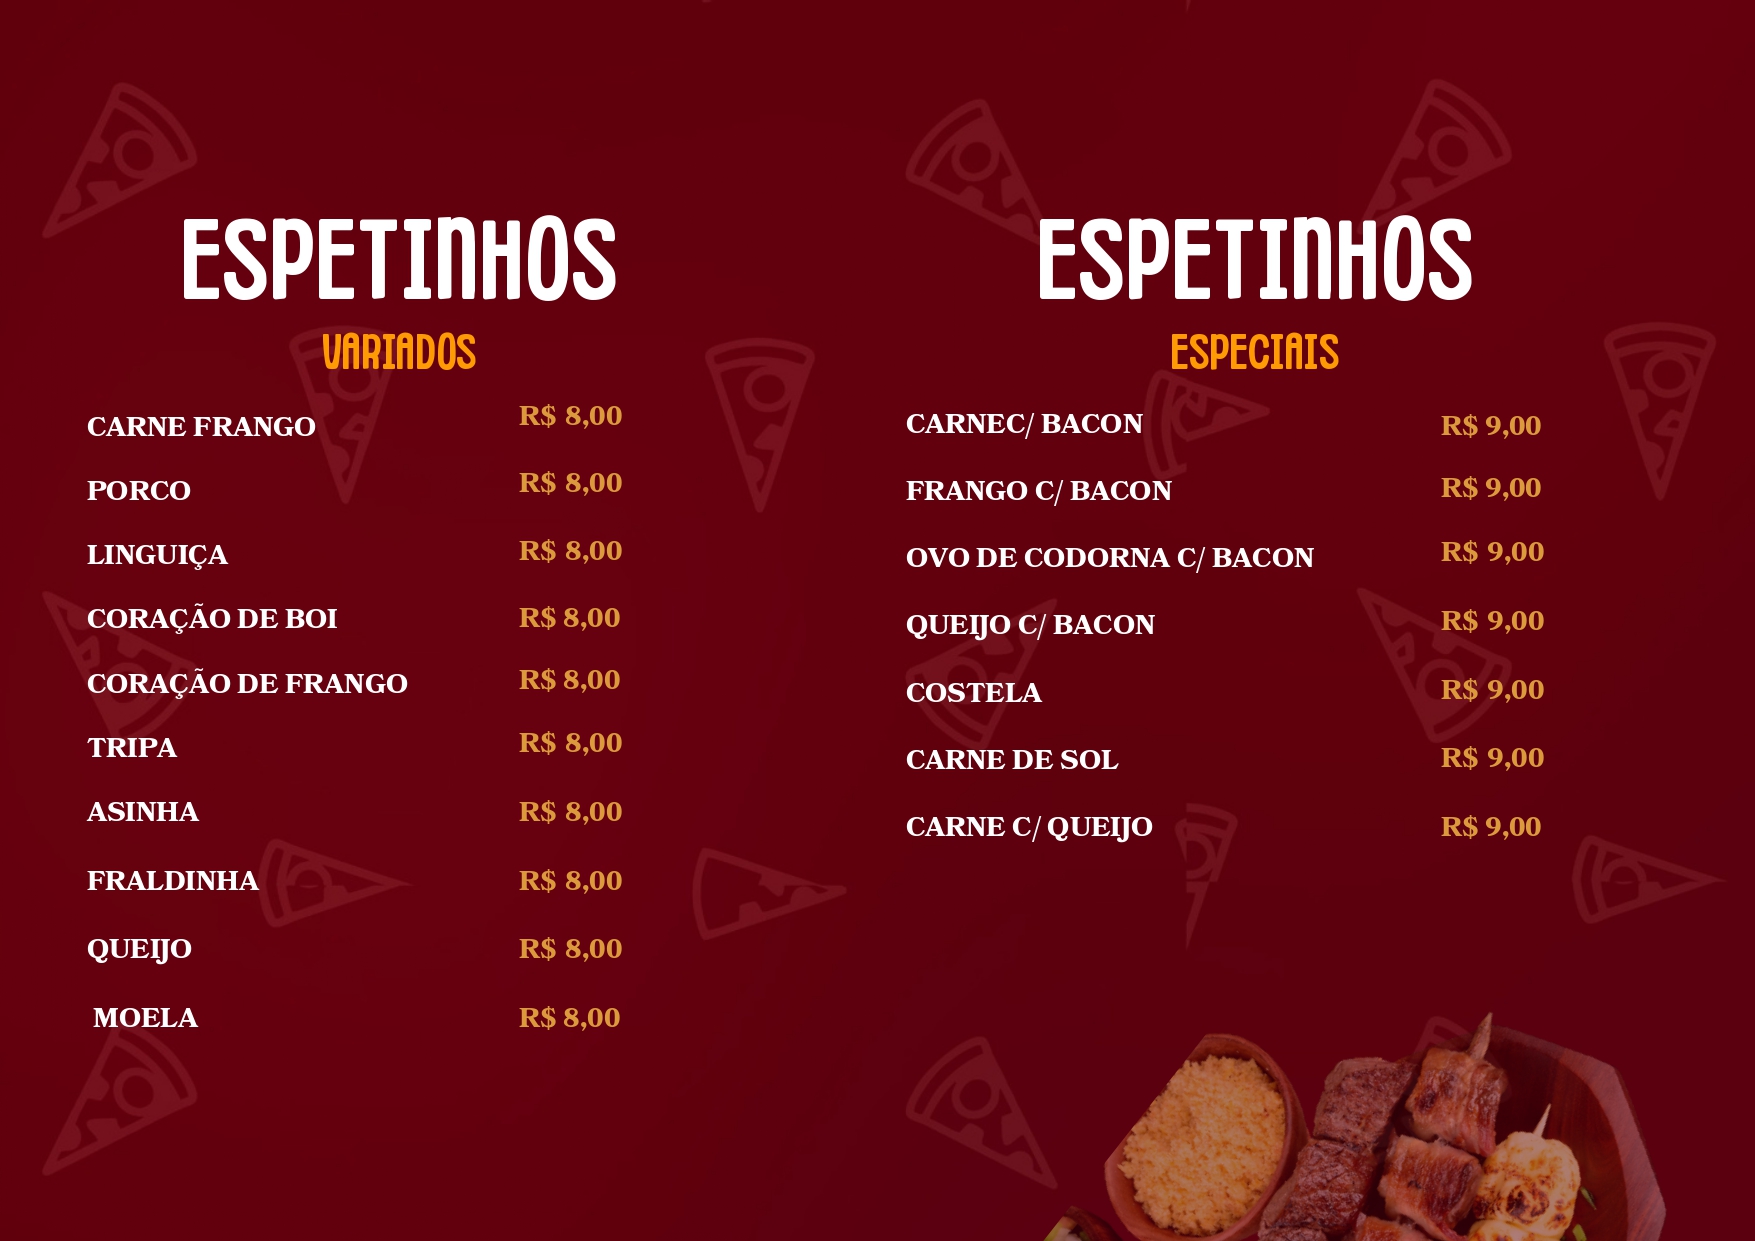 ESPETINHOS
VARIADOS
CARNE FRANGO R$ 8,00
PORCO R$ 8,00
LINGUIÇA R$ 8,00
CORAÇÃO DE BOI R$ 8,00
CORAÇÃO DE FRANGO R$ 8,00
TRIPA R$ 8,00
ASINHA R$ 8,00
FRALDINHA R$ 8,00
QUEIJO R$ 8,00
MOELA R$ 8,00
ESPETINHOS
ESPECIAIS
CARNEC/ BACON R$ 9,00
FRANGO C/ BACON R$ 9,00
OVO DE CODORNA C/ BACON R$ 9,00
QUEIJO C/ BACON R$ 9,00
COSTELA R$ 9,00
CARNE DE SOL R$ 9,00
CARNE C/ QUEIJO R$ 9,00